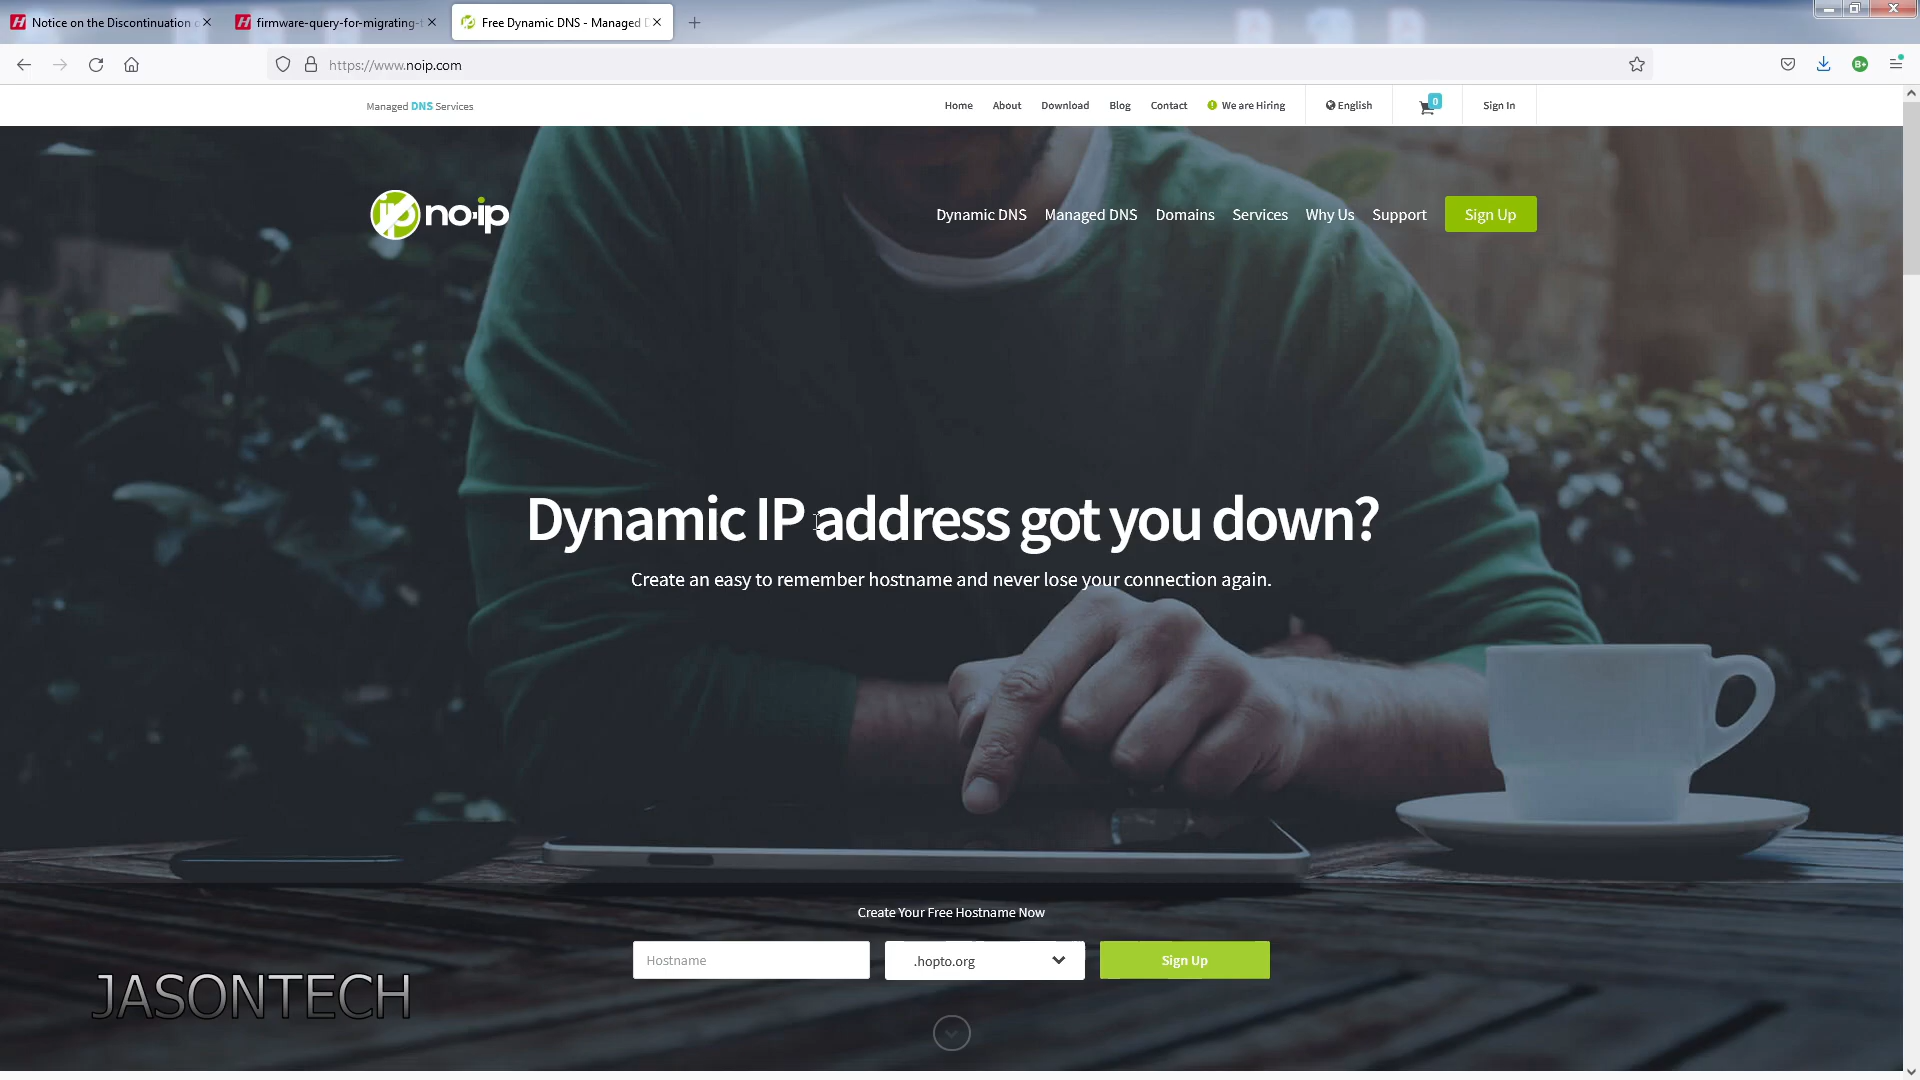 Notice on the Discontinuation
firmware-query-for-migrating-
Free Dynamic DNS - Managed D
https://www.noip.com
Managed DNS Services
Home
About
Download
Blog
Contact
We are Hiring
English
0
Sign In
no-ip
Dynamic DNS
Managed DNS
Domains
Services
Why Us
Support
Sign Up
Dynamic IP address got you down?
Create an easy to remember hostname and never lose your connection again.
Create Your Free Hostname Now
Hostname
.hopto.org
Sign Up
JASONTECH